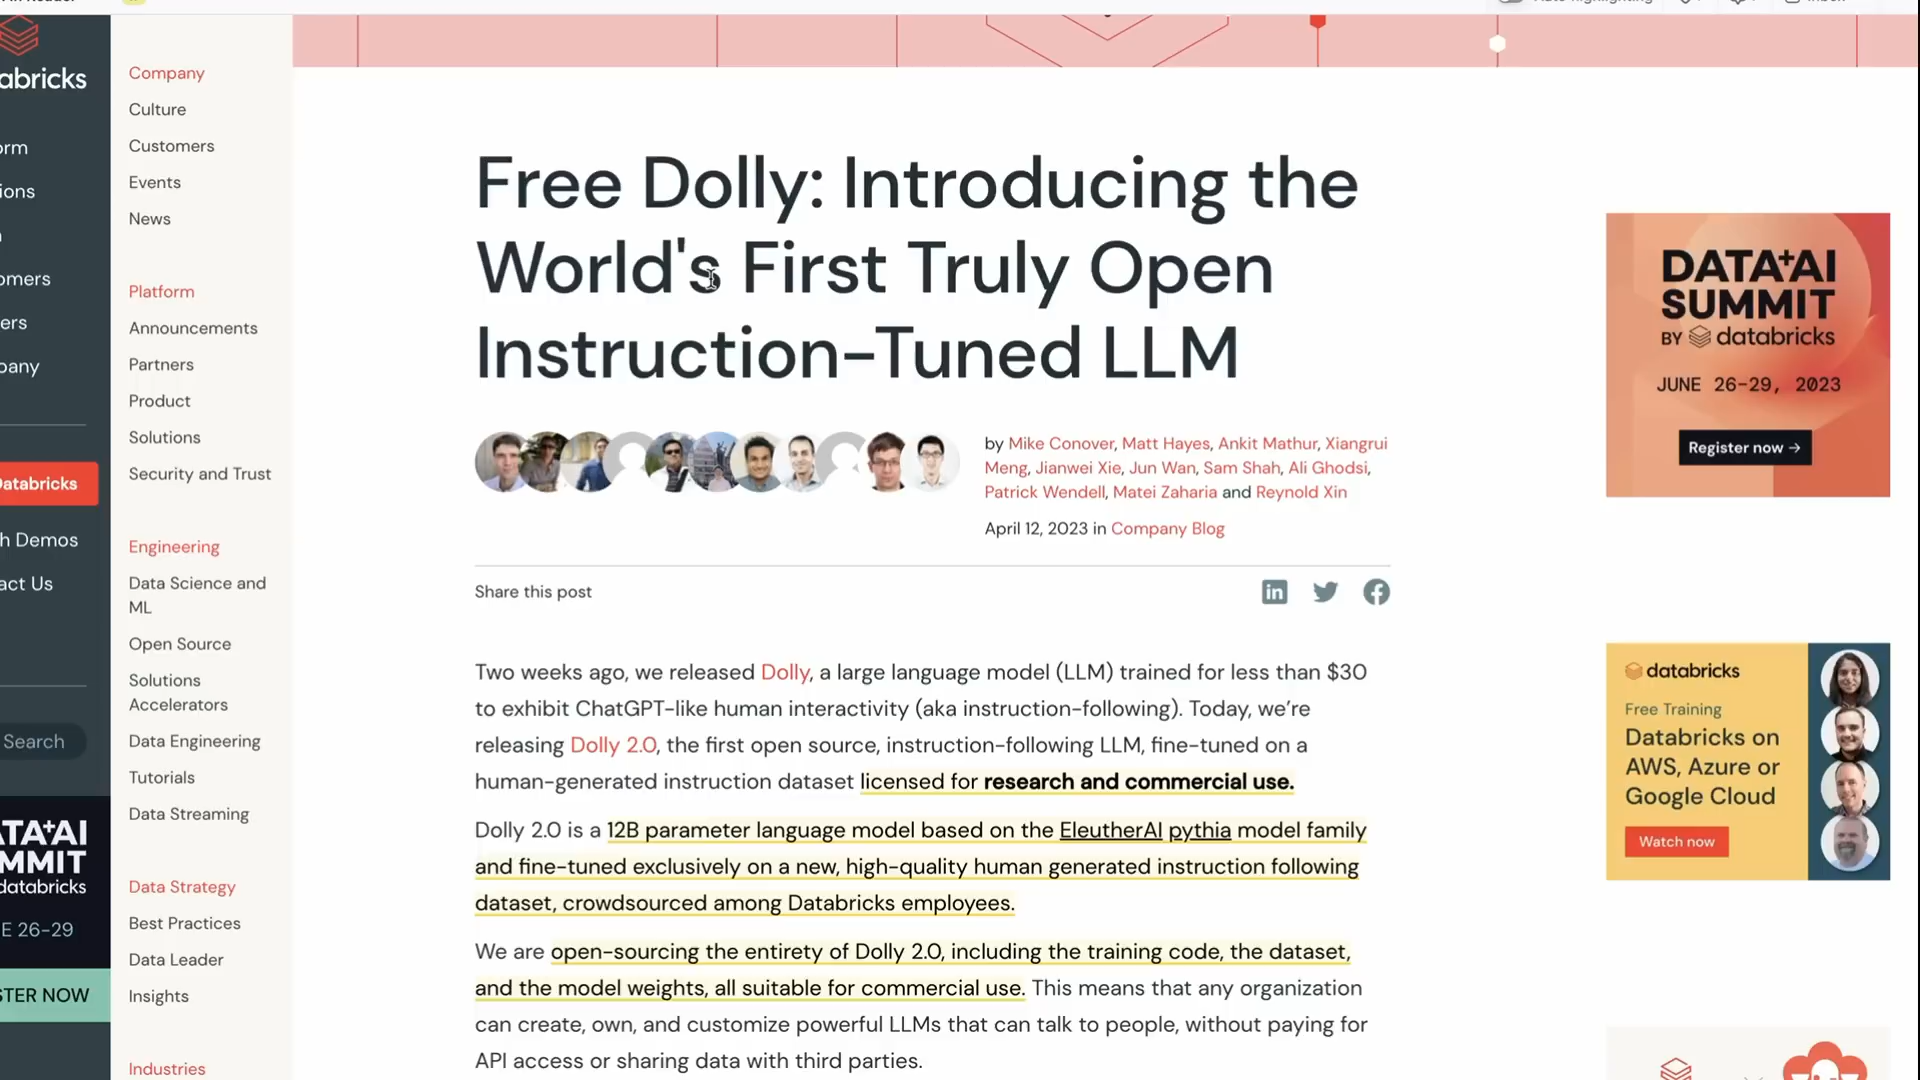 abricks
orm
ions
omers
ers
pany
Databricks
h Demos
act Us
Search
TA+AI
MMIT
databricks
E 26-29
STER NOW
Company
Culture
Customers
Events
News
Platform
Announcements
Partners
Product
Solutions
Security and Trust
Engineering
Data Science and
ML
Open Source
Solutions
Accelerators
Data Engineering
Tutorials
Data Streaming
Data Strategy
Best Practices
Data Leader
Insights
Industries
Free Dolly: Introducing the
World's First Truly Open
Instruction-Tuned LLM
by Mike Conover, Matt Hayes, Ankit Mathur, Xiangrui
Meng, Jianwei Xie, Jun Wan, Sam Shah, Ali Ghodsi,
Patrick Wendell, Matei Zaharia and Reynold Xin
April 12, 2023 in Company Blog
Share this post
Two weeks ago, we released Dolly, a large language model (LLM) trained for less than $30
to exhibit ChatGPT-like human interactivity (aka instruction-following). Today, we’re
releasing Dolly 2.0, the first open source, instruction-following LLM, fine-tuned on a
human-generated instruction dataset licensed for research and commercial use.
Dolly 2.0 is a 12B parameter language model based on the EleutherAI pythia model family
and fine-tuned exclusively on a new, high-quality human generated instruction following
dataset, crowdsourced among Databricks employees.
We are open-sourcing the entirety of Dolly 2.0, including the training code, the dataset,
and the model weights, all suitable for commercial use. This means that any organization
can create, own, and customize powerful LLMs that can talk to people, without paying for
API access or sharing data with third parties.
DATA+AI
SUMMIT
BY databricks
JUNE 26-29, 2023
Register now →
databricks
Free Training
Databricks on
AWS, Azure or
Google Cloud
Watch now